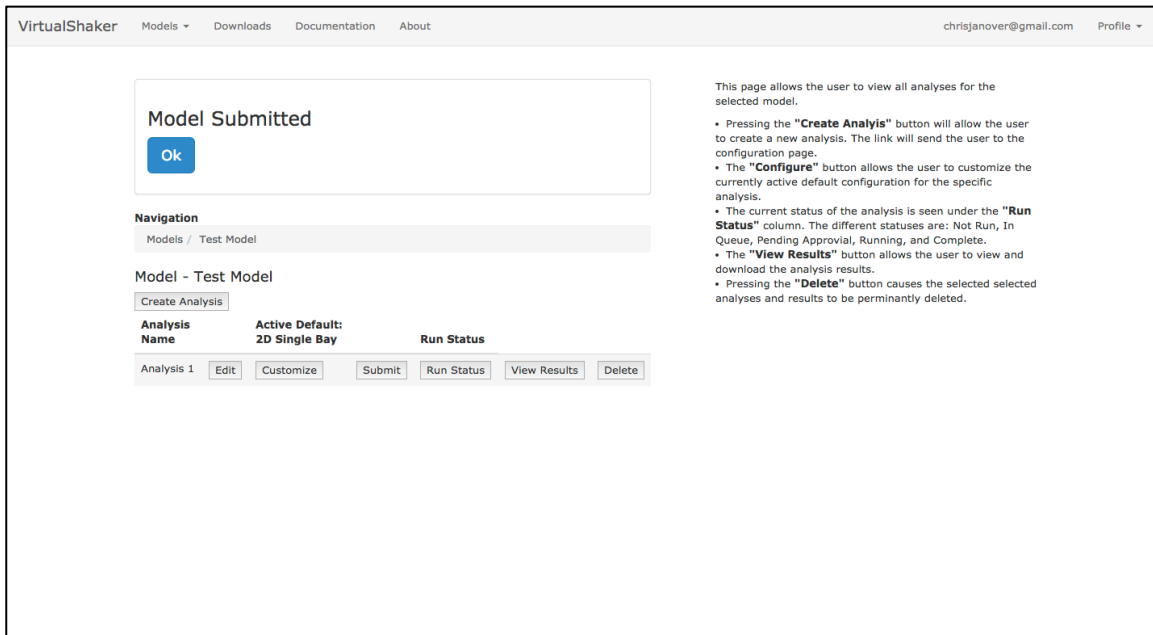 VirtualShaker Models Downloads Documentation About chrisjanover@gmail.com Profile
Model Submitted
Ok
Navigation
Models / Test Model
Model - Test Model
Create Analysis
Analysis Name Active Default: 2D Single Bay Run Status
Analysis 1 Edit Customize Submit Run Status View Results Delete
This page allows the user to view all analyses for the
selected model.
• Pressing the "Create Analyis" button will allow the user
to create a new analysis. The link will send the user to the
configuration page.
• The "Configure" button allows the user to customize the
currently active default configuration for the specific
analysis.
• The current status of the analysis is seen under the "Run
Status" column. The different statuses are: Not Run, In
Queue, Pending Approvial, Running, and Complete.
• The "View Results" button allows the user to view and
download the analysis results.
• Pressing the "Delete" button causes the selected selected
analyses and results to be perminantly deleted.